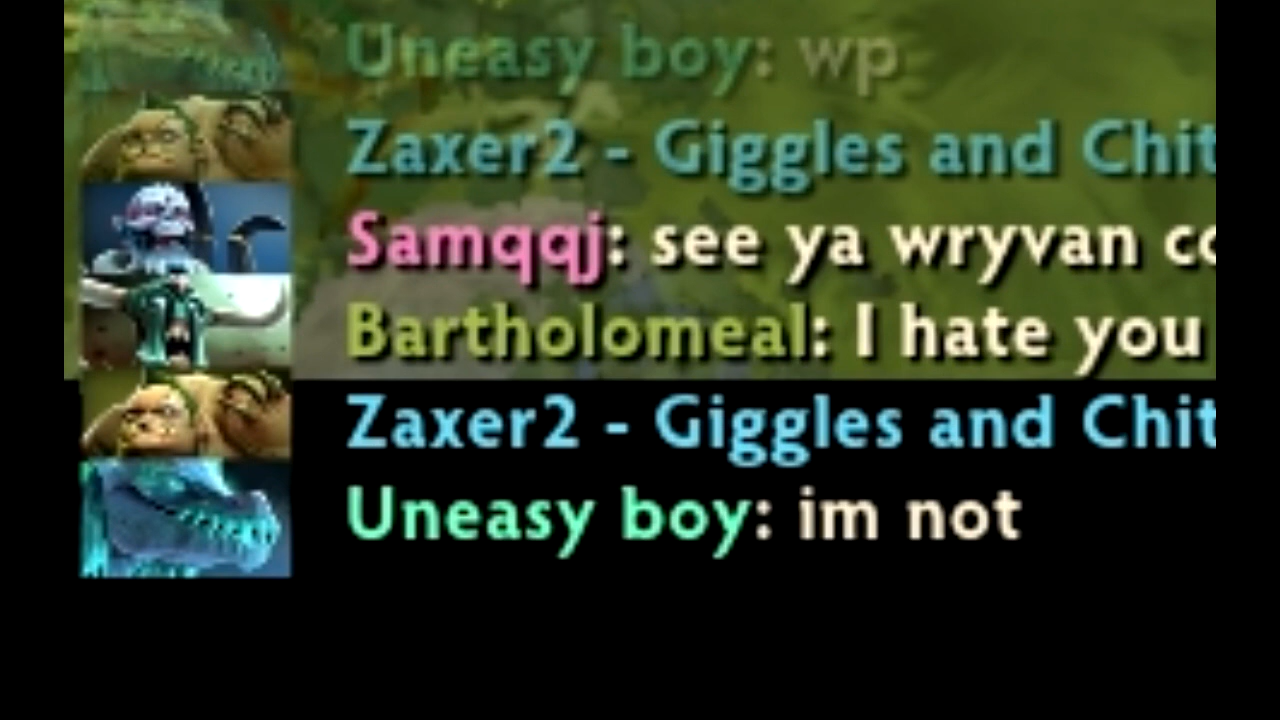 Uneasy boy: wp
Zaxer2 - Giggles and Chit
Samqqj: see ya wryvan co
Bartholomeal: I hate you
Zaxer2 - Giggles and Chit
Uneasy boy: im not